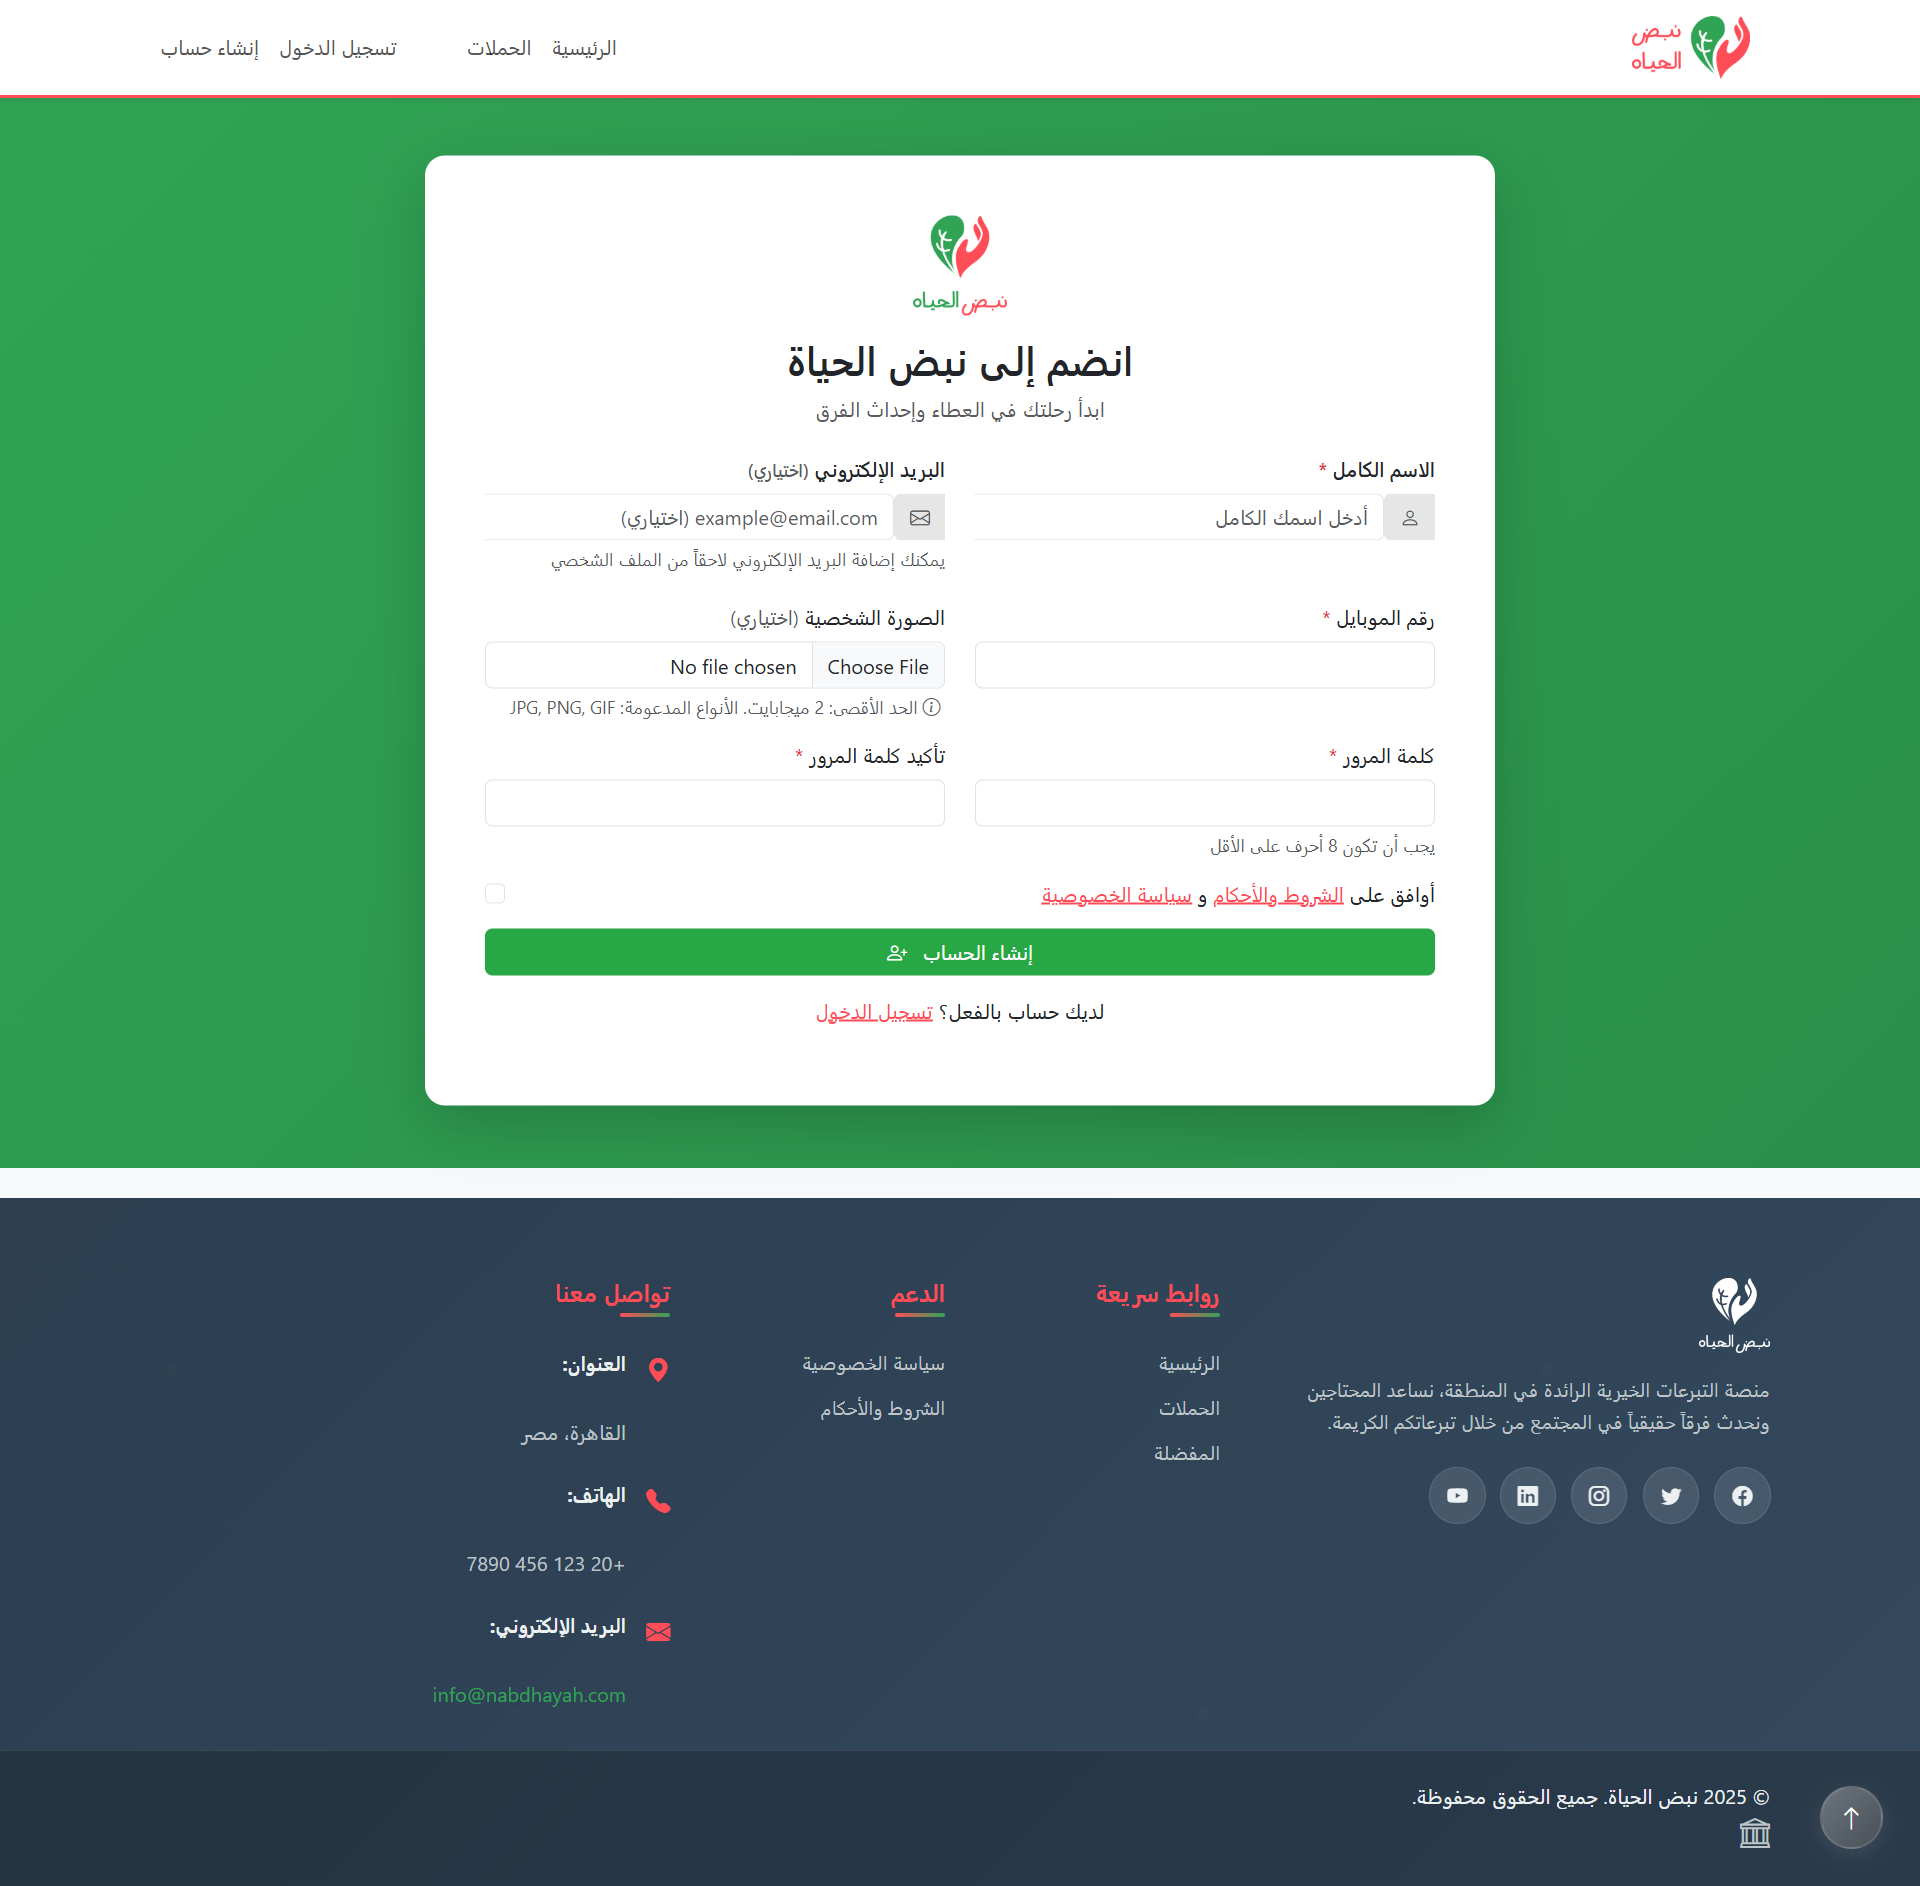 نبض
الحياه
الرئيسية
الحملات
تسجيل الدخول
إنشاء حساب
نبض الحياه
انضم إلى نبض الحياة
ابدأ رحلتك في العطاء وإحداث الفرق
الاسم الكامل *
أدخل اسمك الكامل
البريد الإلكتروني (اختياري)
example@email.com (اختياري)
يمكنك إضافة البريد الإلكتروني لاحقاً من الملف الشخصي
رقم الموبايل *
الصورة الشخصية (اختياري)
Choose File No file chosen
الحد الأقصى: 2 ميجابايت. الأنواع المدعومة: JPG, PNG, GIF
كلمة المرور *
يجب أن تكون 8 أحرف على الأقل
تأكيد كلمة المرور *
أوافق على الشروط والأحكام و سياسة الخصوصية
إنشاء الحساب
لديك حساب بالفعل؟ تسجيل الدخول
نبض الحياه
منصة التبرعات الخيرية الرائدة في المنطقة، نساعد المحتاجين
ونحدث فرقاً حقيقياً في المجتمع من خلال تبرعاتكم الكريمة.
روابط سريعة
الرئيسية
الحملات
المفضلة
الدعم
سياسة الخصوصية
الشروط والأحكام
تواصل معنا
العنوان:
القاهرة، مصر
الهاتف:
+20 123 456 7890
البريد الإلكتروني:
info@nabdhayah.com
© 2025 نبض الحياة. جميع الحقوق محفوظة.